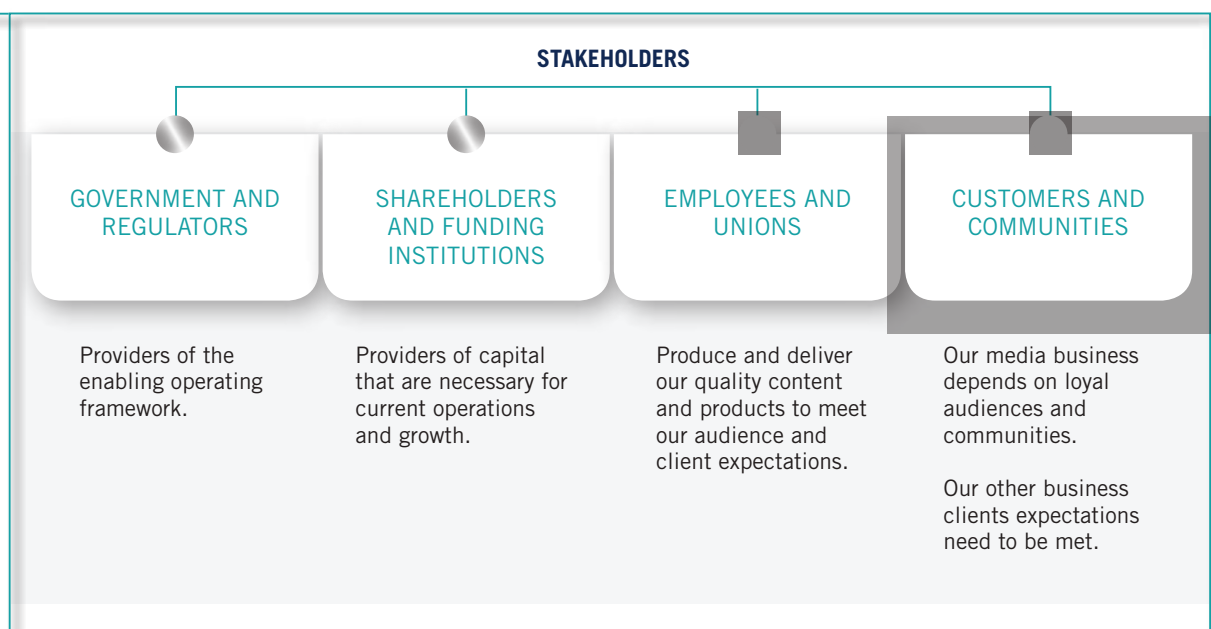 STAKEHOLDERS
GOVERNMENT AND
REGULATORS
Providers of the
enabling operating
framework.
SHAREHOLDERS
AND FUNDING
INSTITUTIONS
Providers of capital
that are necessary for
current operations
and growth.
EMPLOYEES AND
UNIONS
Produce and deliver
our quality content
and products to meet
our audience and
client expectations.
CUSTOMERS AND
COMMUNITIES
Our media business
depends on loyal
audiences and
communities.
Our other business
clients expectations
need to be met.